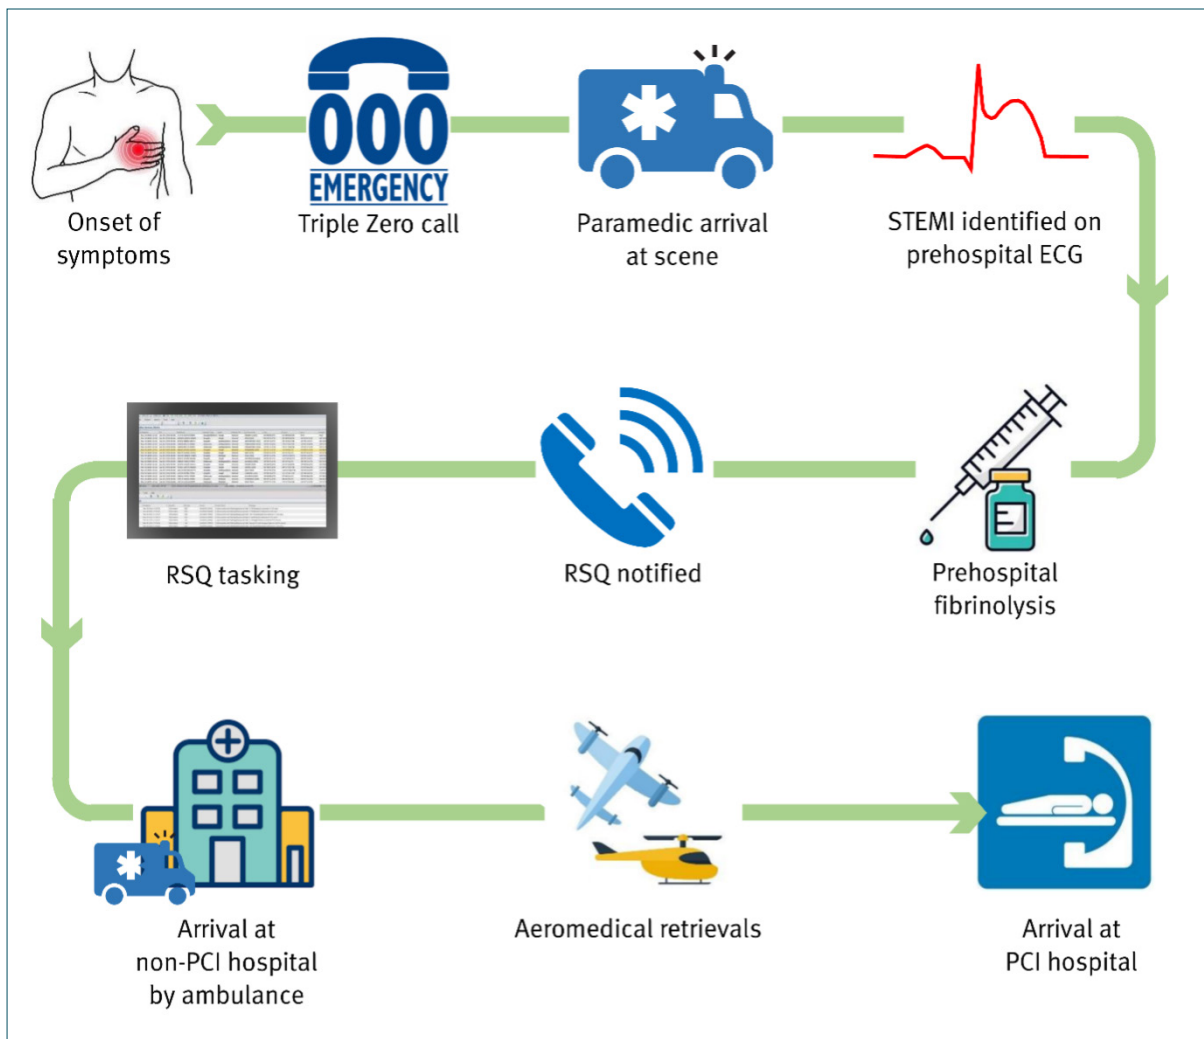 000
EMERGENCY
Onset of
symptoms
Triple Zero call
Paramedic arrival
at scene
STEMI identified on
prehospital ECG
RSQ tasking
RSQ notified
Prehospital
fibrinolysis
Arrival at
non-PCI hospital
by ambulance
Aeromedical retrievals
Arrival at
PCI hospital